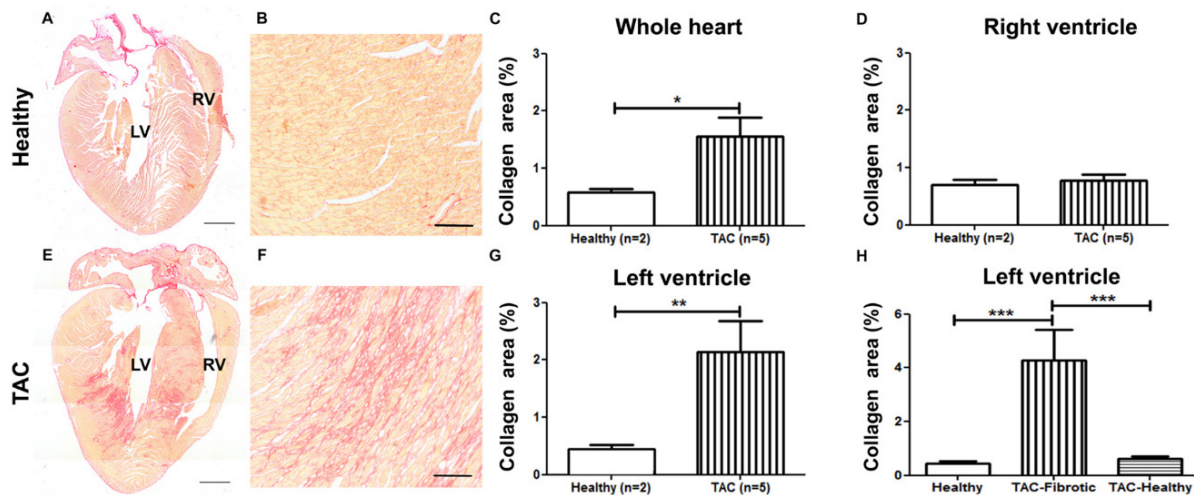 A
B
C
Whole heart
D
Right ventricle
Healthy
LV
RV
Collagen area (%)
3
2
1
0
*
Healthy (n=2)
TAC (n=5)
Collagen area (%)
3
2
1
0
Healthy (n=2)
TAC (n=5)
E
F
G
Left ventricle
H
Left ventricle
TAC
LV
RV
Collagen area (%)
3
2
1
0
**
Healthy (n=2)
TAC (n=5)
Collagen area (%)
6
4
2
0
***
***
Healthy
TAC-Fibrotic
TAC-Healthy